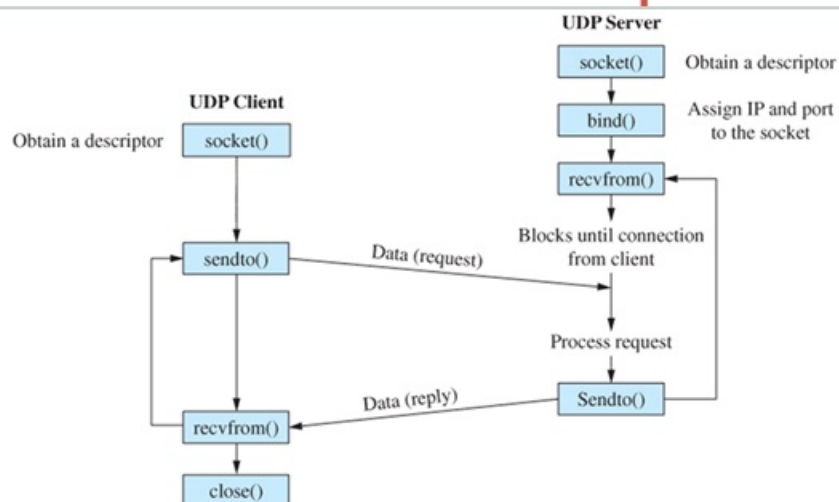 UDP Server
socket()
Obtain a descriptor
UDP Client
bind()
Assign IP and port
to the socket
Obtain a descriptor
socket()
recvfrom()
Blocks until connection
from client
sendto()
Data (request)
Process request
Sendto()
Data (reply)
recvfrom()
close()